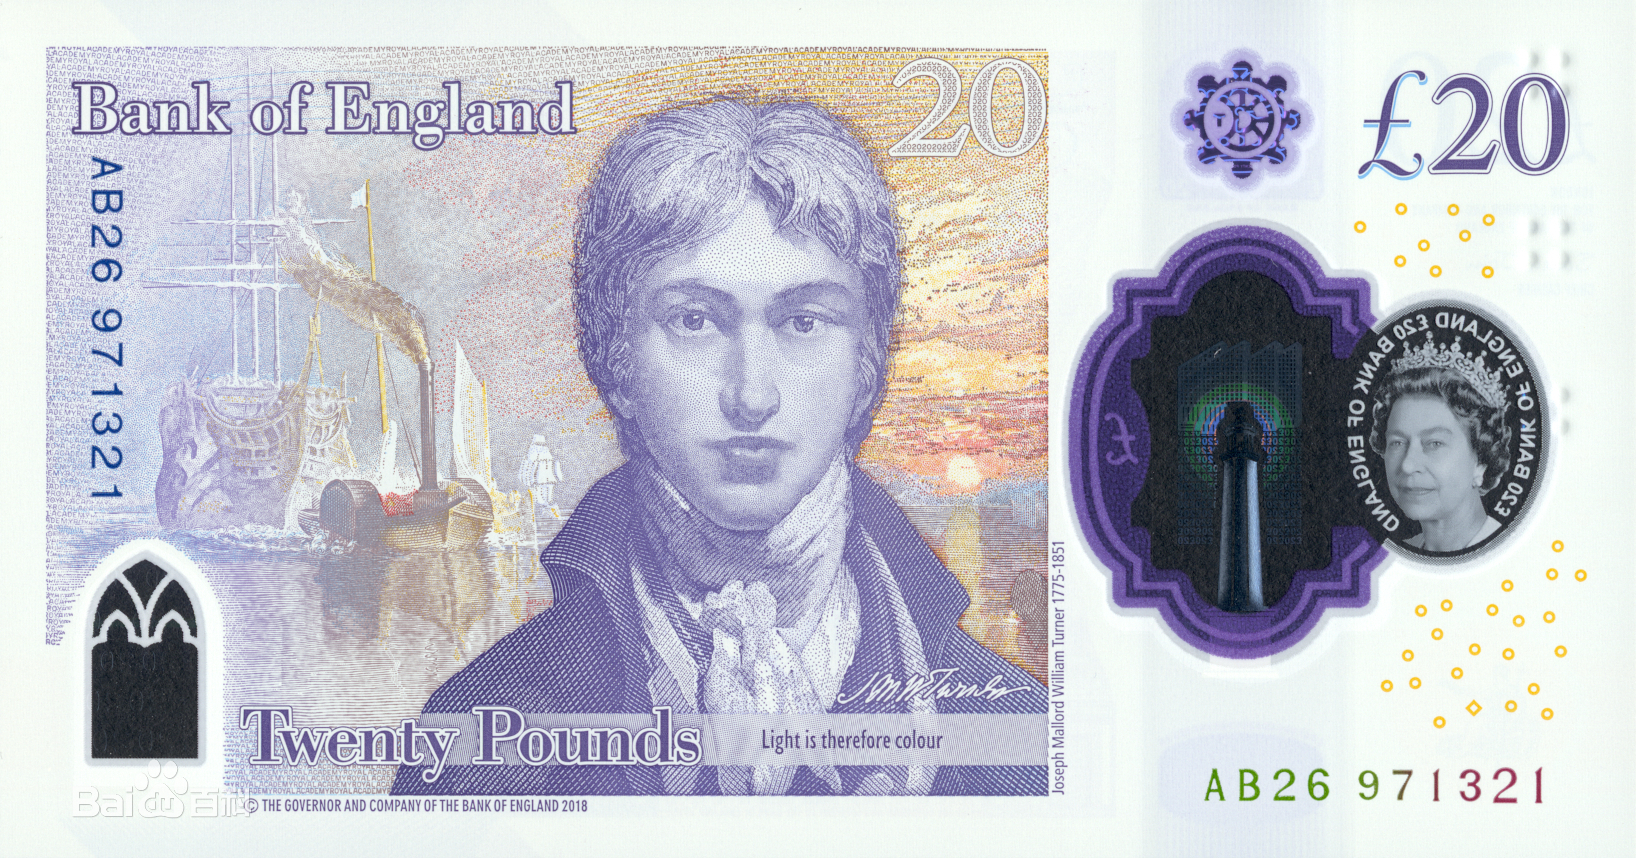 Bank of England
20
£20
AB26 971321
£20 BANK OF ENGLAND £20 BANK OF ENGLAND
J M W Turner
Twenty Pounds
Light is therefore colour
Joseph Mallord William Turner 1775-1851
AB26 971321
© THE GOVERNOR AND COMPANY OF THE BANK OF ENGLAND 2018
Bai百科